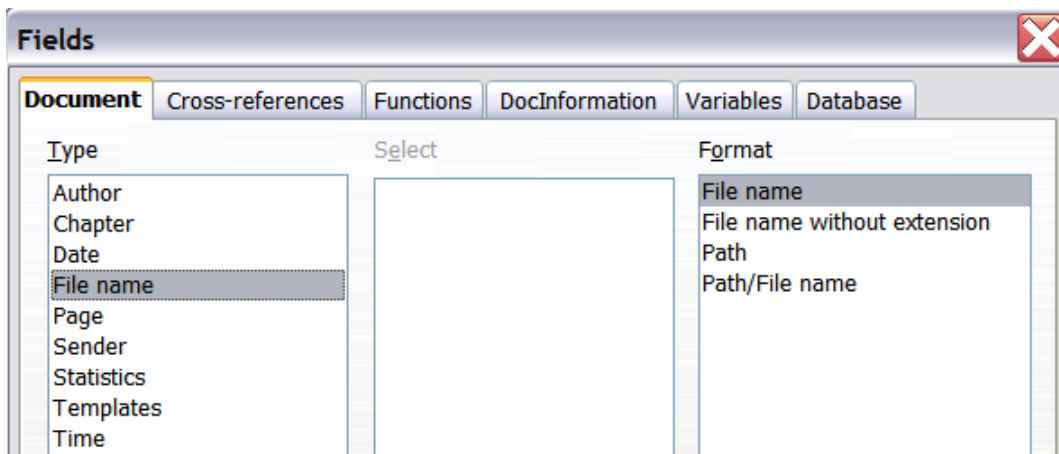 Fields
Document Cross-references Functions DocInformation Variables Database
Type
Author
Chapter
Date
File name
Page
Sender
Statistics
Templates
Time
Select
Format
File name
File name without extension
Path
Path/File name